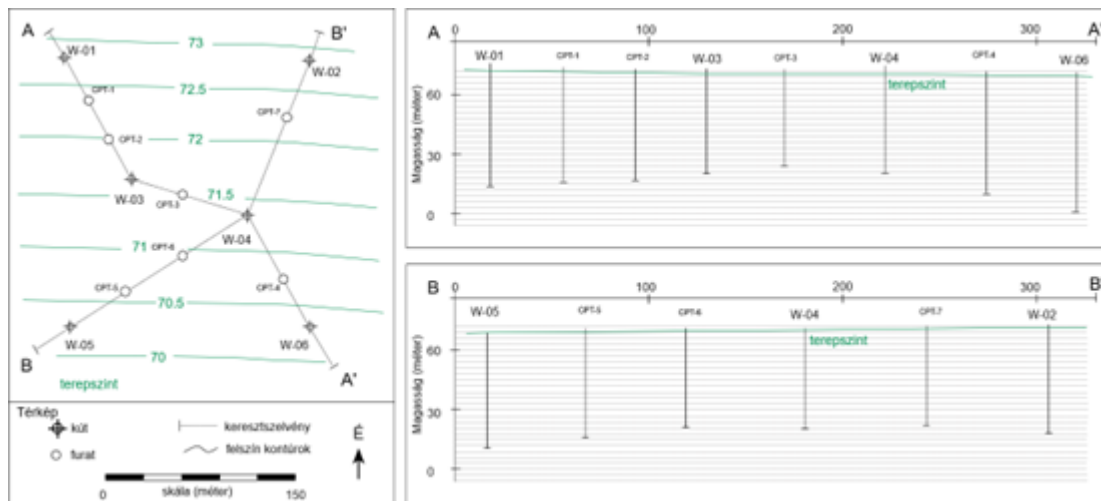 A
B'
73
W-01
W-02
72.5
CPT-1
CPT-7
72
CPT-2
W-03
71.5
CPT-3
W-04
71
CPT-6
CPT-5
CPT-4
70.5
W-05
W-06
B
70
A'
terepszint
Térkép
kút
keresztszelvény
É
furat
felszín kontúrok
0
150
skála (méter)
A
0
100
200
300
A'
W-01
CPT-1
CPT-2
W-03
CPT-3
W-04
CPT-4
W-06
terepszint
60
30
0
Magasság (méter)
B
0
100
200
300
B'
W-05
CPT-5
CPT-6
W-04
CPT-7
W-02
terepszint
60
30
0
Magasság (méter)